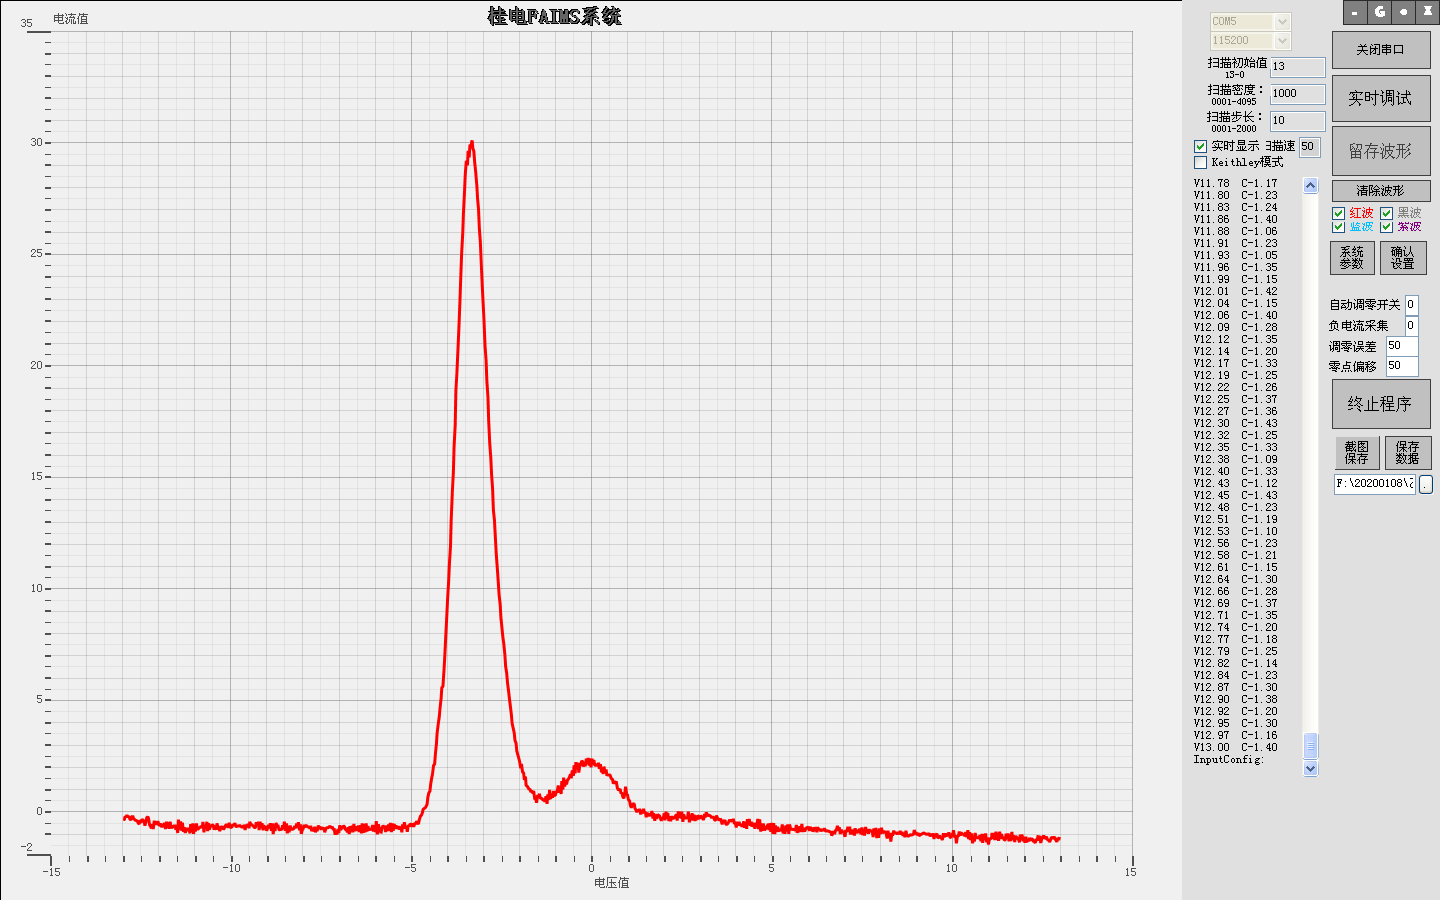 桂电FAIMS系统
电流值
35
30
25
20
15
10
5
0
-2
-15
-10
-5
0
5
10
15
电压值
COM5
115200
扫描初始值 13
13-0
扫描密度： 1000
0001-4095
扫描步长： 10
0001-2000
实时显示 扫描速 50
Keithley模式
V11.78 C-1.17
V11.80 C-1.23
V11.83 C-1.24
V11.86 C-1.40
V11.88 C-1.06
V11.91 C-1.23
V11.93 C-1.05
V11.96 C-1.35
V11.99 C-1.15
V12.01 C-1.42
V12.04 C-1.15
V12.06 C-1.40
V12.09 C-1.28
V12.12 C-1.35
V12.14 C-1.20
V12.17 C-1.33
V12.19 C-1.25
V12.22 C-1.26
V12.25 C-1.37
V12.27 C-1.36
V12.30 C-1.43
V12.32 C-1.25
V12.35 C-1.33
V12.38 C-1.09
V12.40 C-1.33
V12.43 C-1.12
V12.45 C-1.43
V12.48 C-1.23
V12.51 C-1.19
V12.53 C-1.10
V12.56 C-1.23
V12.58 C-1.21
V12.61 C-1.15
V12.64 C-1.30
V12.66 C-1.28
V12.69 C-1.37
V12.71 C-1.35
V12.74 C-1.20
V12.77 C-1.18
V12.79 C-1.25
V12.82 C-1.14
V12.84 C-1.23
V12.87 C-1.30
V12.90 C-1.38
V12.92 C-1.20
V12.95 C-1.30
V12.97 C-1.16
V13.00 C-1.40
InputConfig:
- G
关闭串口
实时调试
留存波形
清除波形
红波 黑波
蓝波 紫波
系统参数
确认设置
自动调零开关 0
负电流采集 0
调零误差 50
零点偏移 50
终止程序
截图保存
保存数据
F:\20200108\
.